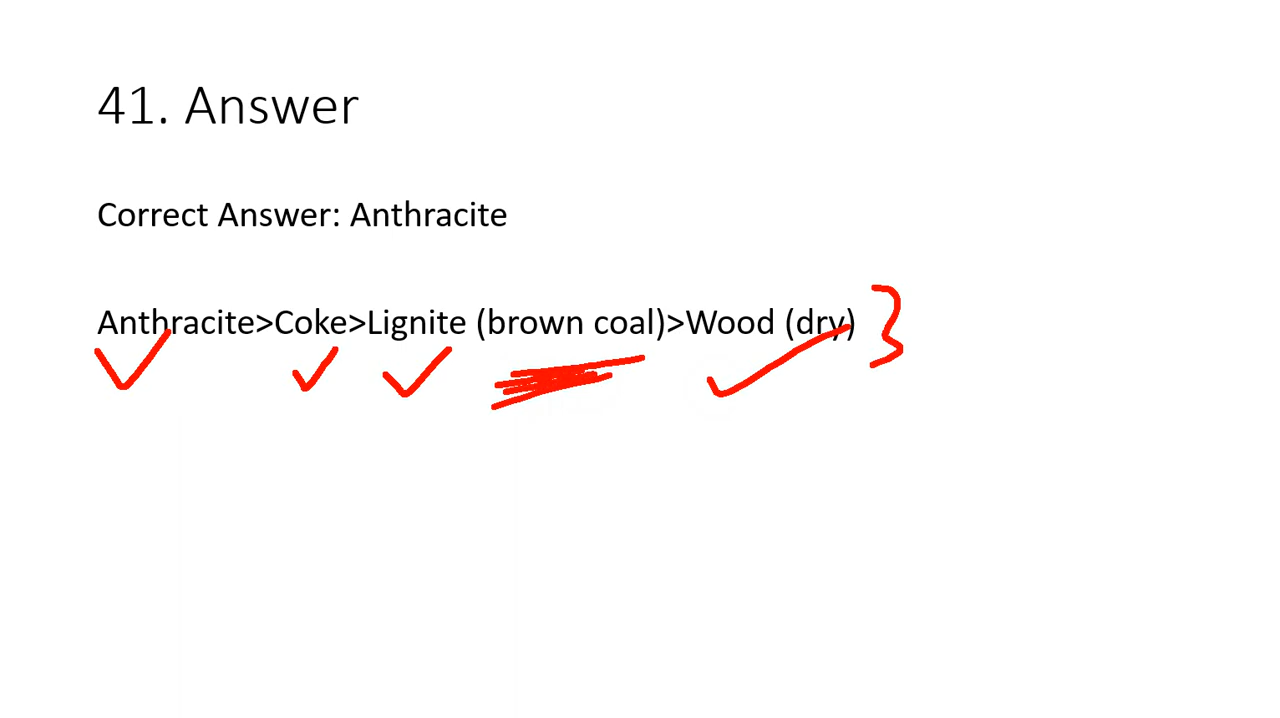 41. Answer
Correct Answer: Anthracite
Anthracite>Coke>Lignite (brown coal)>Wood (dry)